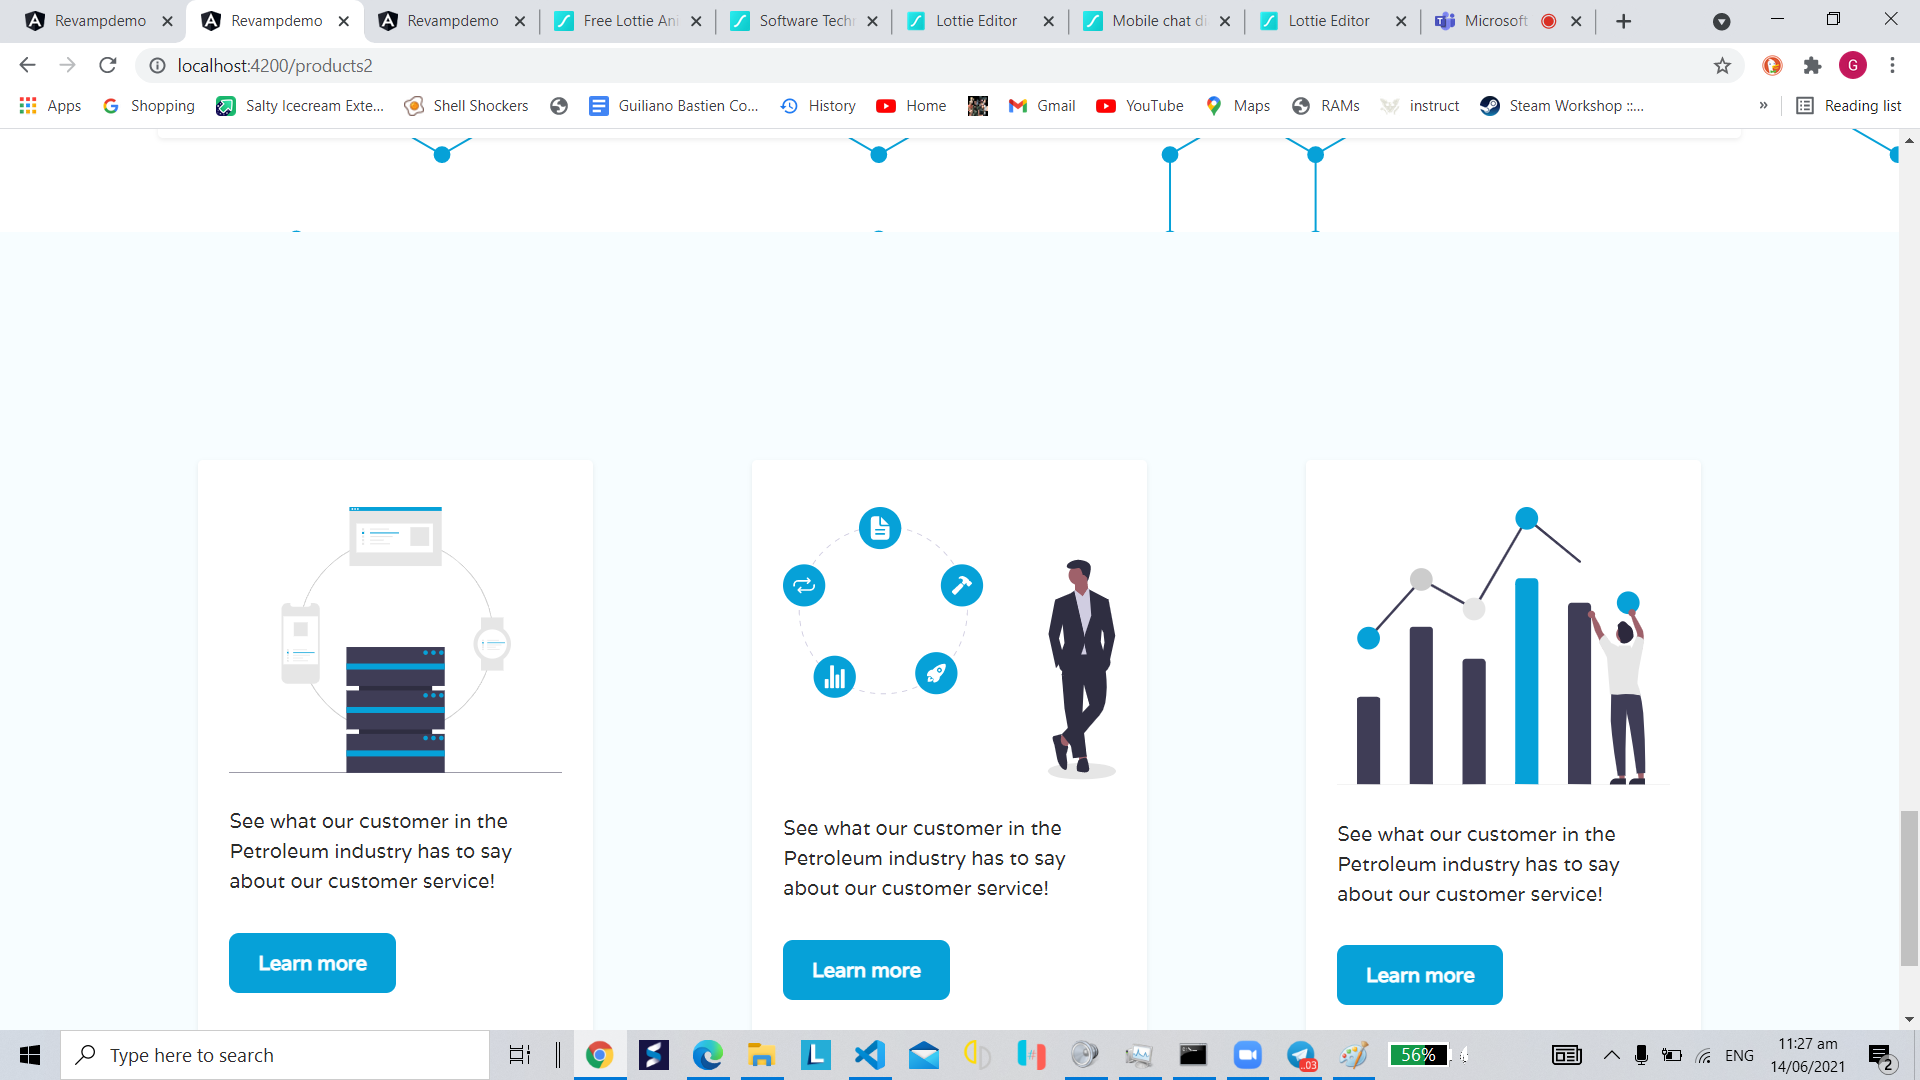 Revampdemo
Revampdemo
Revampdemo
Free Lottie Ani
Software Techn
Lottie Editor
Mobile chat di
Lottie Editor
Microsoft
localhost:4200/products2
G
Apps
Shopping
Salty Icecream Exte...
Shell Shockers
Guiliano Bastien Co...
History
Home
Gmail
YouTube
Maps
RAMs
instruct
Steam Workshop ::...
»
Reading list
See what our customer in the
Petroleum industry has to say
about our customer service!
Learn more
See what our customer in the
Petroleum industry has to say
about our customer service!
Learn more
See what our customer in the
Petroleum industry has to say
about our customer service!
Learn more
Type here to search
56%
ENG
11:27 am
14/06/2021
2